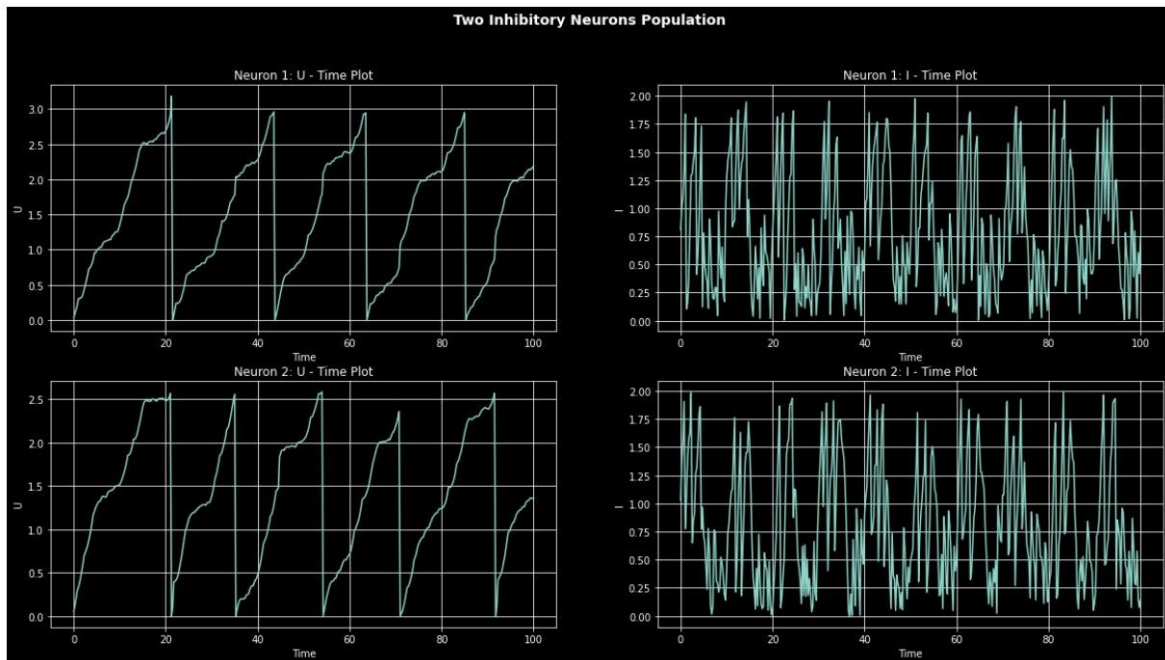 Two Inhibitory Neurons Population
Neuron 1: U - Time Plot
U
3.0
2.5
2.0
1.5
1.0
0.5
0.0
0 20 40 60 80 100
Time
Neuron 1: I - Time Plot
I
2.00
1.75
1.50
1.25
1.00
0.75
0.50
0.25
0.00
0 20 40 60 80 100
Time
Neuron 2: U - Time Plot
U
2.5
2.0
1.5
1.0
0.5
0.0
0 20 40 60 80 100
Time
Neuron 2: I - Time Plot
I
2.00
1.75
1.50
1.25
1.00
0.75
0.50
0.25
0.00
0 20 40 60 80 100
Time